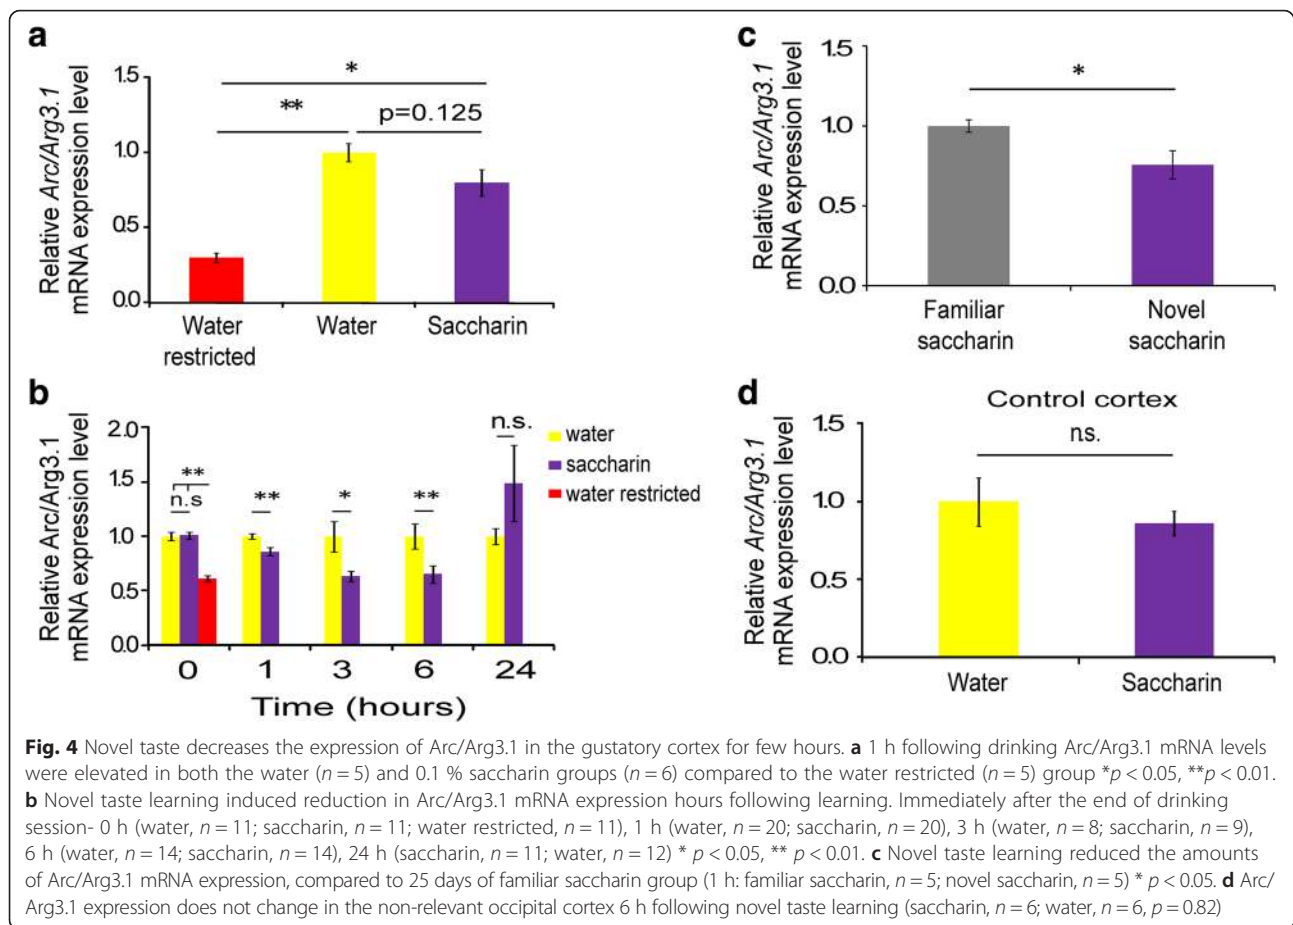 a
Relative Arc/Arg3.1
mRNA expression level
1.5
1.0
0.5
0.0
*
**
p=0.125
Water
restricted
Water
Saccharin
c
Relative Arc/Arg3.1
mRNA expression level
1.5
1.0
0.5
0.0
*
Familiar
saccharin
Novel
saccharin
b
Relative Arc/Arg3.1
mRNA expression level
2.0
1.5
1.0
0.5
0.0
**
n.s
**
*
**
n.s.
water
saccharin
water restricted
0 1 3 6 24
Time (hours)
d
Control cortex
Relative Arc/Arg3.1
mRNA expression level
1.5
1.0
0.5
0.0
n.s.
Water
Saccharin
Fig. 4 Novel taste decreases the expression of Arc/Arg3.1 in the gustatory cortex for few hours. a 1 h following drinking Arc/Arg3.1 mRNA levels
were elevated in both the water (n = 5) and 0.1 % saccharin groups (n = 6) compared to the water restricted (n = 5) group *p < 0.05, **p < 0.01.
b Novel taste learning induced reduction in Arc/Arg3.1 mRNA expression hours following learning. Immediately after the end of drinking
session- 0 h (water, n = 11; saccharin, n = 11; water restricted, n = 11), 1 h (water, n = 20; saccharin, n = 20), 3 h (water, n = 8; saccharin, n = 9),
6 h (water, n = 14; saccharin, n = 14), 24 h (saccharin, n = 11; water, n = 12) * p < 0.05, ** p < 0.01. c Novel taste learning reduced the amounts
of Arc/Arg3.1 mRNA expression, compared to 25 days of familiar saccharin group (1 h: familiar saccharin, n = 5; novel saccharin, n = 5) * p < 0.05. d Arc/
Arg3.1 expression does not change in the non-relevant occipital cortex 6 h following novel taste learning (saccharin, n = 6; water, n = 6, p = 0.82)